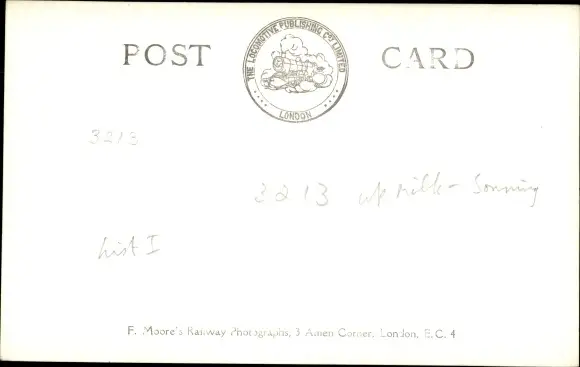 POST CARD
THE LOCOMOTIVE PUBLISHING CO. LIMITED
LONDON
3213
3213 up milk - Sonning
List I
F. Moore's Railway Photographs, 3 Amen Corner, London, E.C. 4